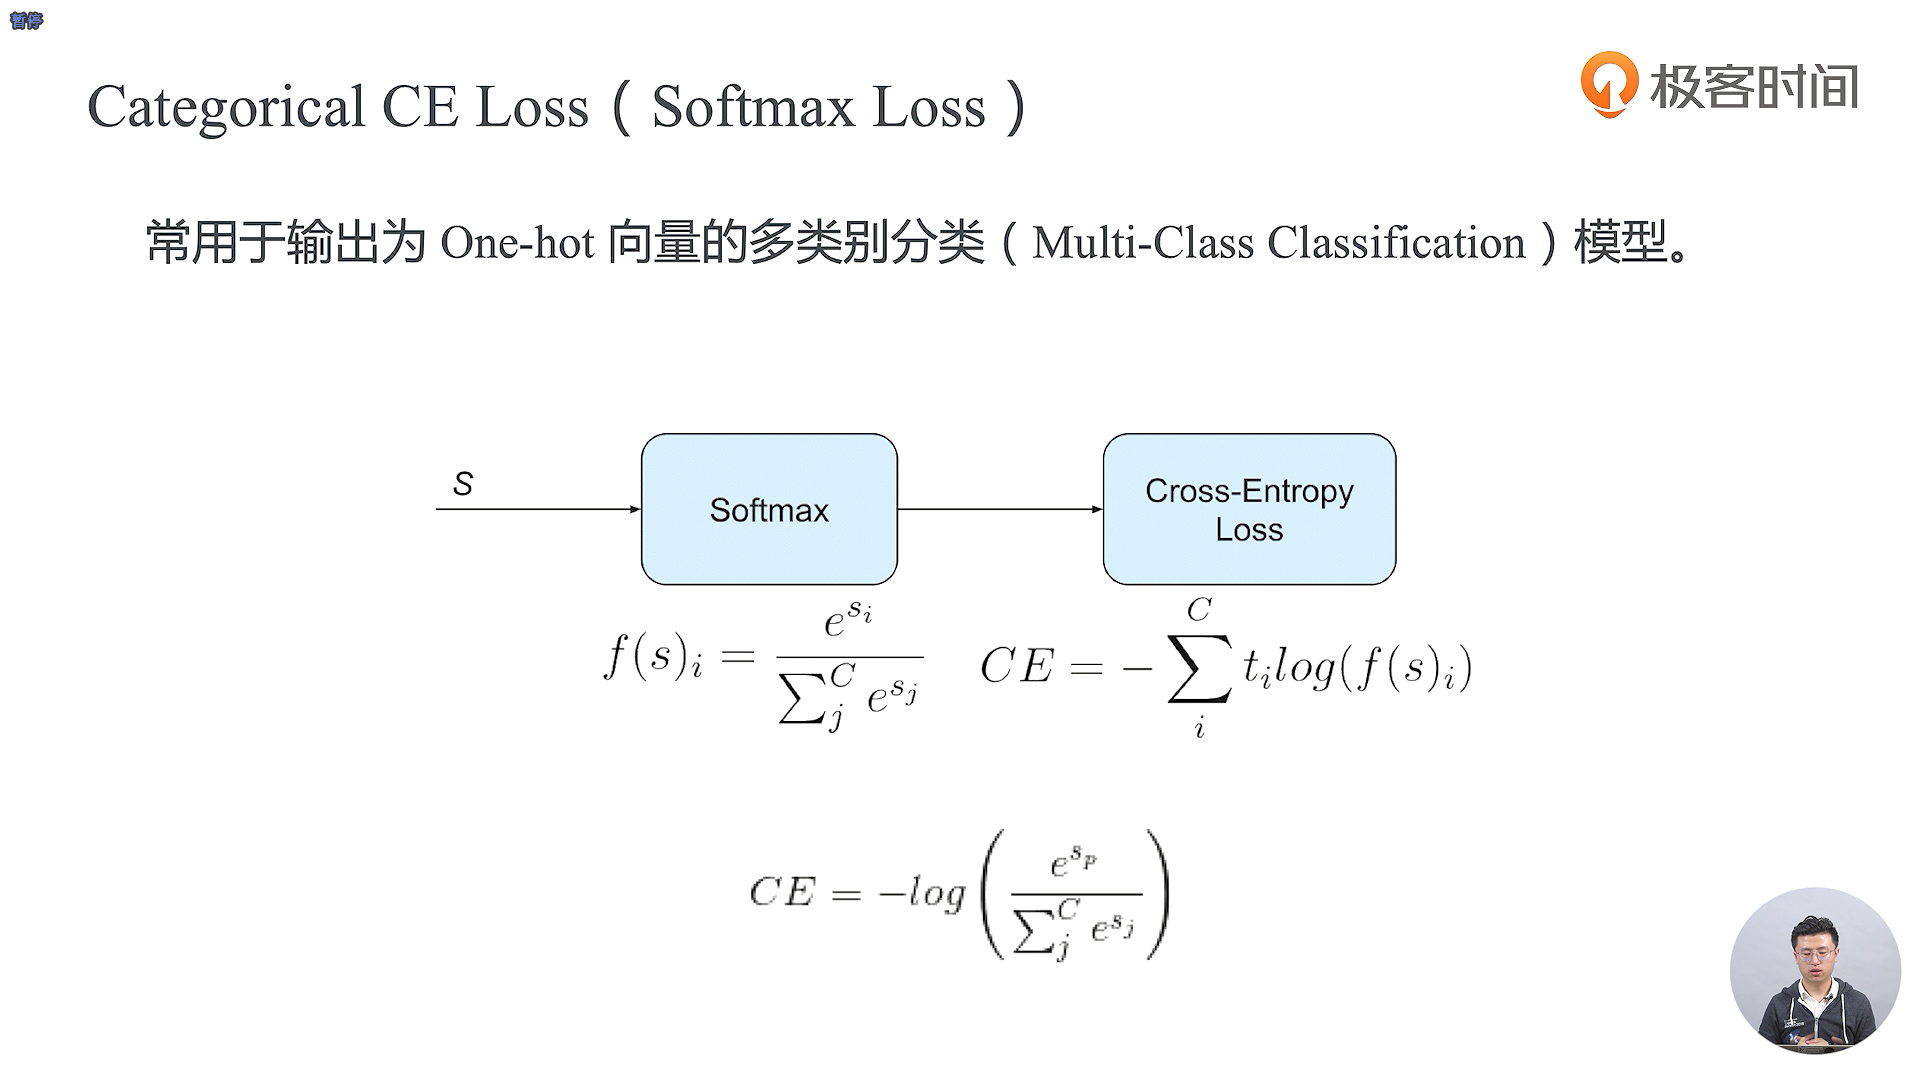 暂停
极客时间
Categorical CE Loss（Softmax Loss）
常用于输出为 One-hot 向量的多类别分类（Multi-Class Classification）模型。
S
Softmax
Cross-Entropy
Loss
f(s)_i = \frac{e^{s_i}}{\sum_j^C e^{s_j}}
CE = -\sum_i^C t_i log(f(s)_i)
CE = -log\left(\frac{e^{s_p}}{\sum_j^C e^{s_j}}\right)